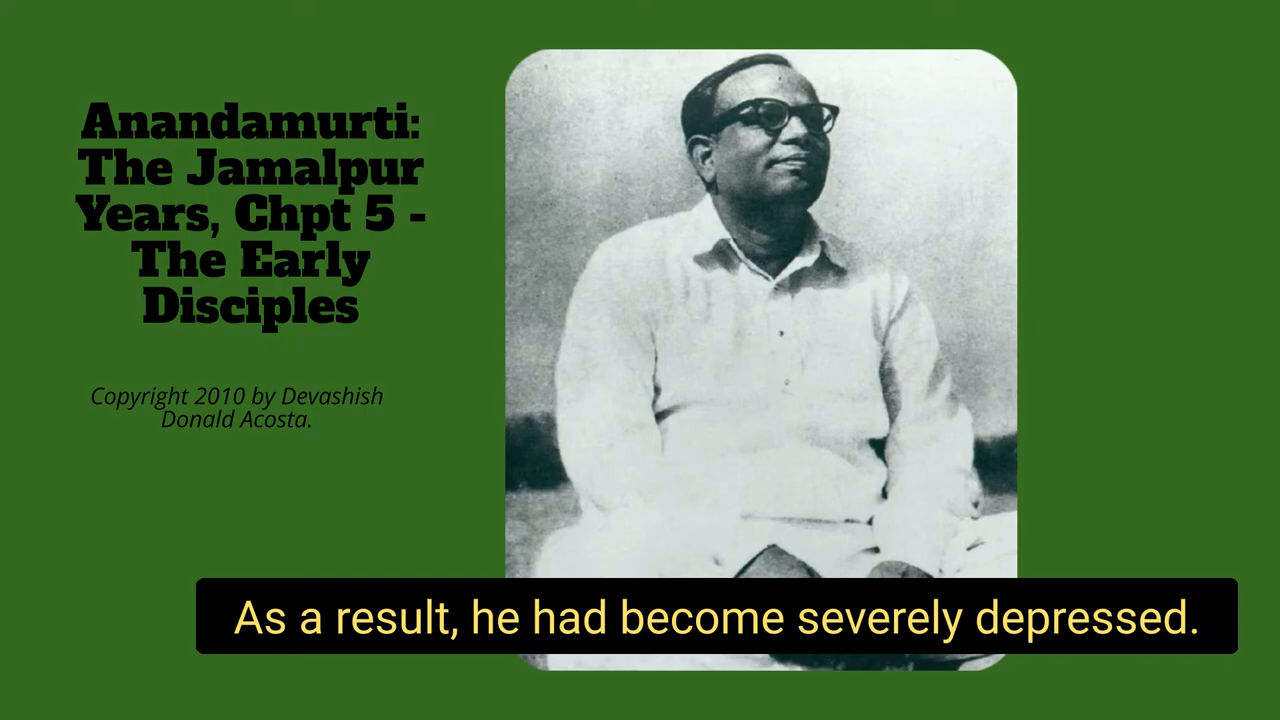 Anandamurti:
The Jamalpur
Years, Chpt 5 -
The Early
Disciples
Copyright 2010 by Devashish
Donald Acosta.
As a result, he had become severely depressed.